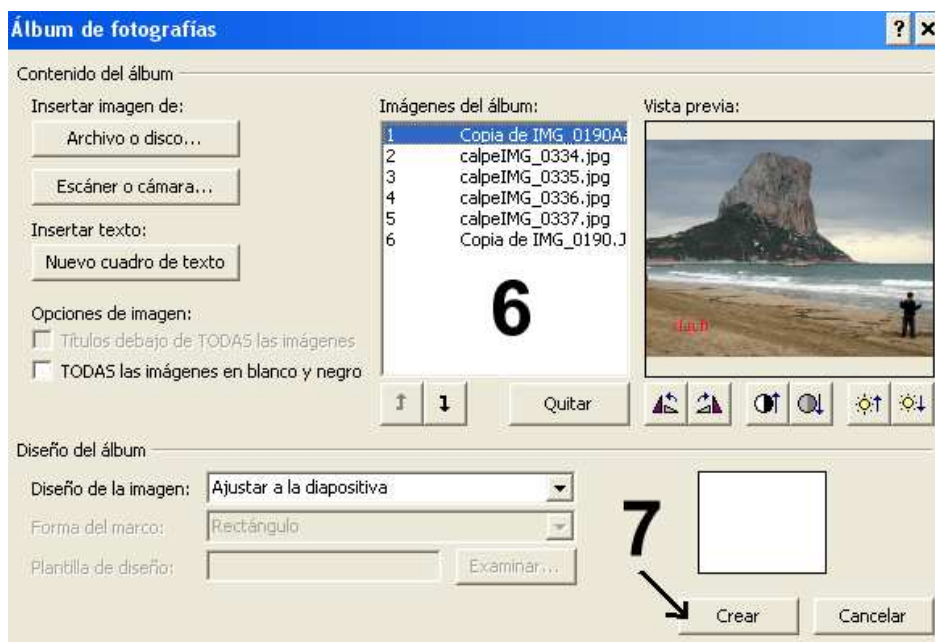 Álbum de fotografías
Contenido del álbum
Insertar imagen de:
Archivo o disco...
Escáner o cámara...
Insertar texto:
Nuevo cuadro de texto
Opciones de imagen:
Títulos debajo de TODAS las imágenes
TODAS las imágenes en blanco y negro
Imágenes del álbum:
1 Copia de IMG_0190A.
2 calpeIMG_0334.jpg
3 calpeIMG_0335.jpg
4 calpeIMG_0336.jpg
5 calpeIMG_0337.jpg
6 Copia de IMG_0190.J
6
Quitar
Vista previa:
Diseño del álbum
Diseño de la imagen: Ajustar a la diapositiva
Forma del marco: Rectángulo
Plantilla de diseño: Examinar...
7
Crear Cancelar